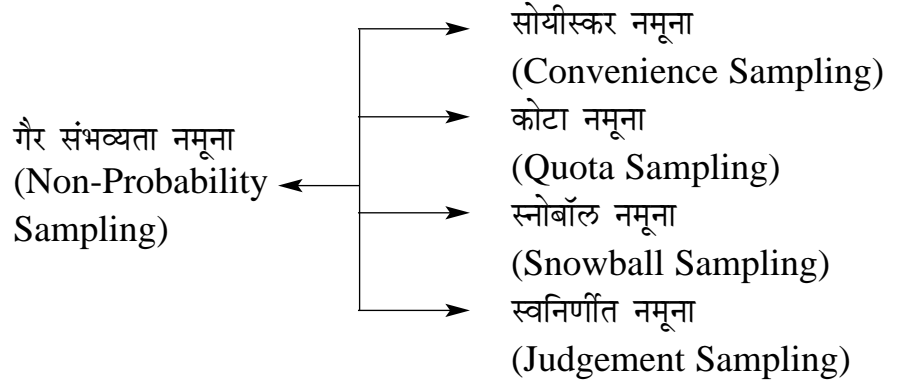 गैर संभव्यता नमूना
(Non-Probability
Sampling)
सोयीस्कर नमूना
(Convenience Sampling)
कोटा नमूना
(Quota Sampling)
स्नोबॉल नमूना
(Snowball Sampling)
स्वनिर्णीत नमूना
(Judgement Sampling)